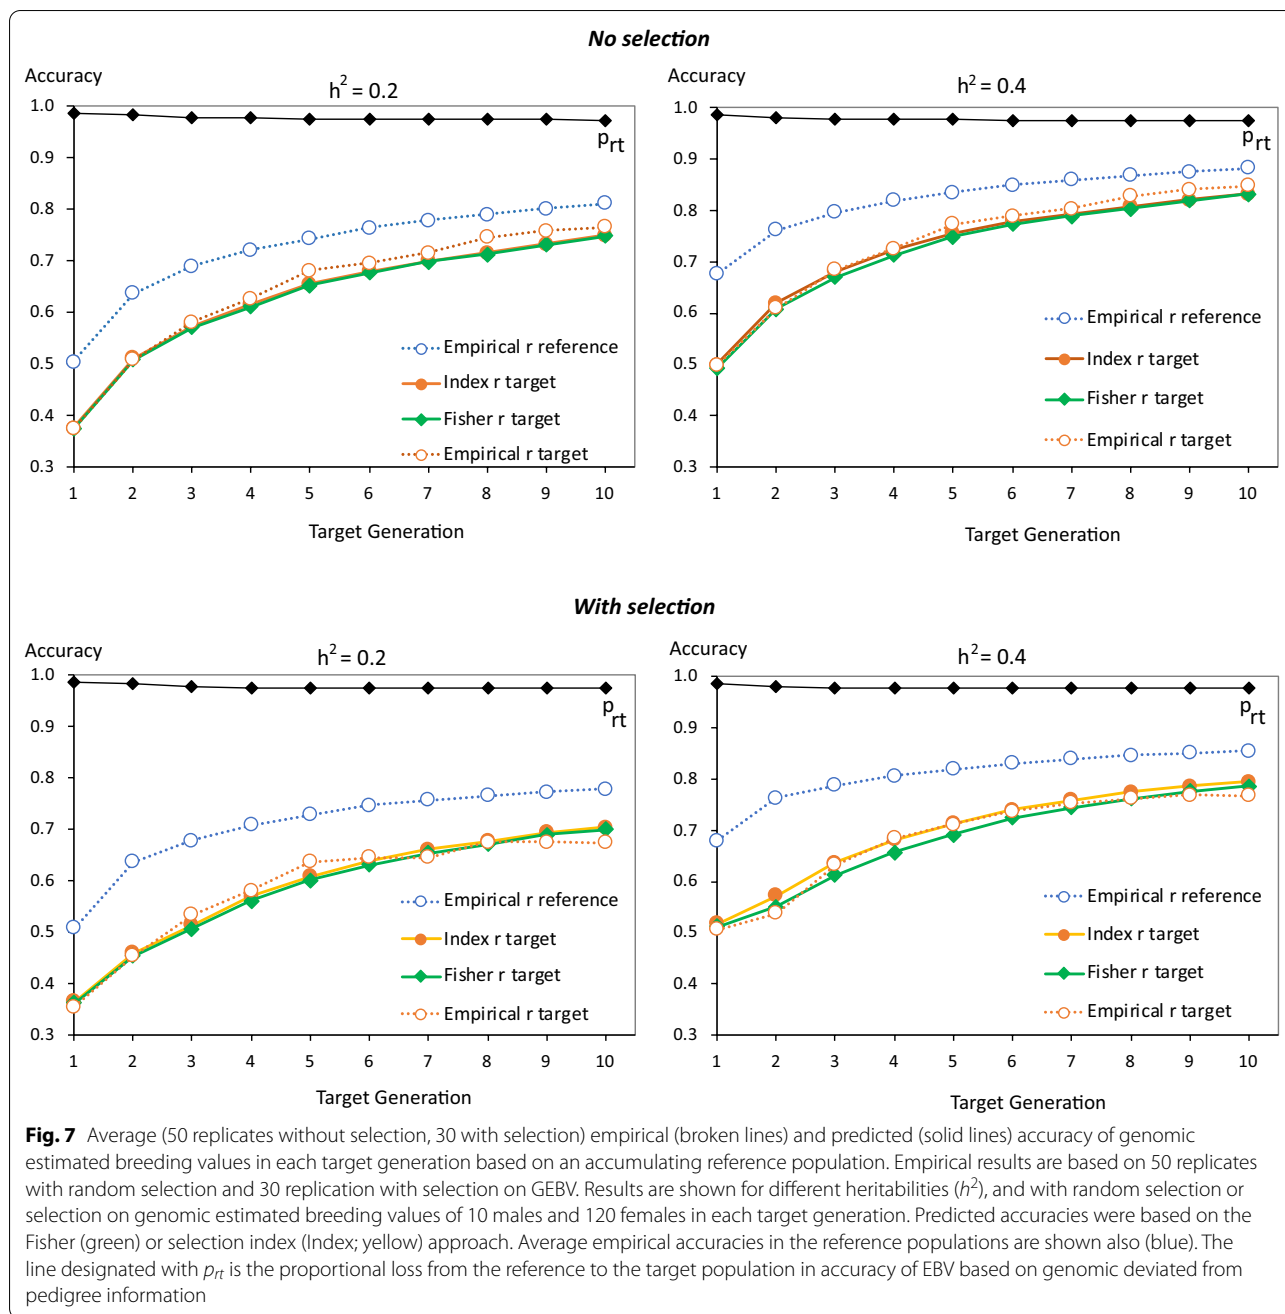 No selection
Accuracy
h² = 0.2
1.0
0.9
0.8
0.7
0.6
0.5
0.4
0.3
p_rt
Empirical r reference
Index r target
Fisher r target
Empirical r target
1 2 3 4 5 6 7 8 9 10
Target Generation
Accuracy
h² = 0.4
1.0
0.9
0.8
0.7
0.6
0.5
0.4
0.3
p_rt
Empirical r reference
Index r target
Fisher r target
Empirical r target
1 2 3 4 5 6 7 8 9 10
Target Generation
With selection
Accuracy
h² = 0.2
1.0
0.9
0.8
0.7
0.6
0.5
0.4
0.3
p_rt
Empirical r reference
Index r target
Fisher r target
Empirical r target
1 2 3 4 5 6 7 8 9 10
Target Generation
Accuracy
h² = 0.4
1.0
0.9
0.8
0.7
0.6
0.5
0.4
0.3
p_rt
Empirical r reference
Index r target
Fisher r target
Empirical r target
1 2 3 4 5 6 7 8 9 10
Target Generation
Fig. 7 Average (50 replicates without selection, 30 with selection) empirical (broken lines) and predicted (solid lines) accuracy of genomic
estimated breeding values in each target generation based on an accumulating reference population. Empirical results are based on 50 replicates
with random selection and 30 replication with selection on GEBV. Results are shown for different heritabilities (h²), and with random selection or
selection on genomic estimated breeding values of 10 males and 120 females in each target generation. Predicted accuracies were based on the
Fisher (green) or selection index (Index; yellow) approach. Average empirical accuracies in the reference populations are shown also (blue). The
line designated with p_rt is the proportional loss from the reference to the target population in accuracy of EBV based on genomic deviated from
pedigree information